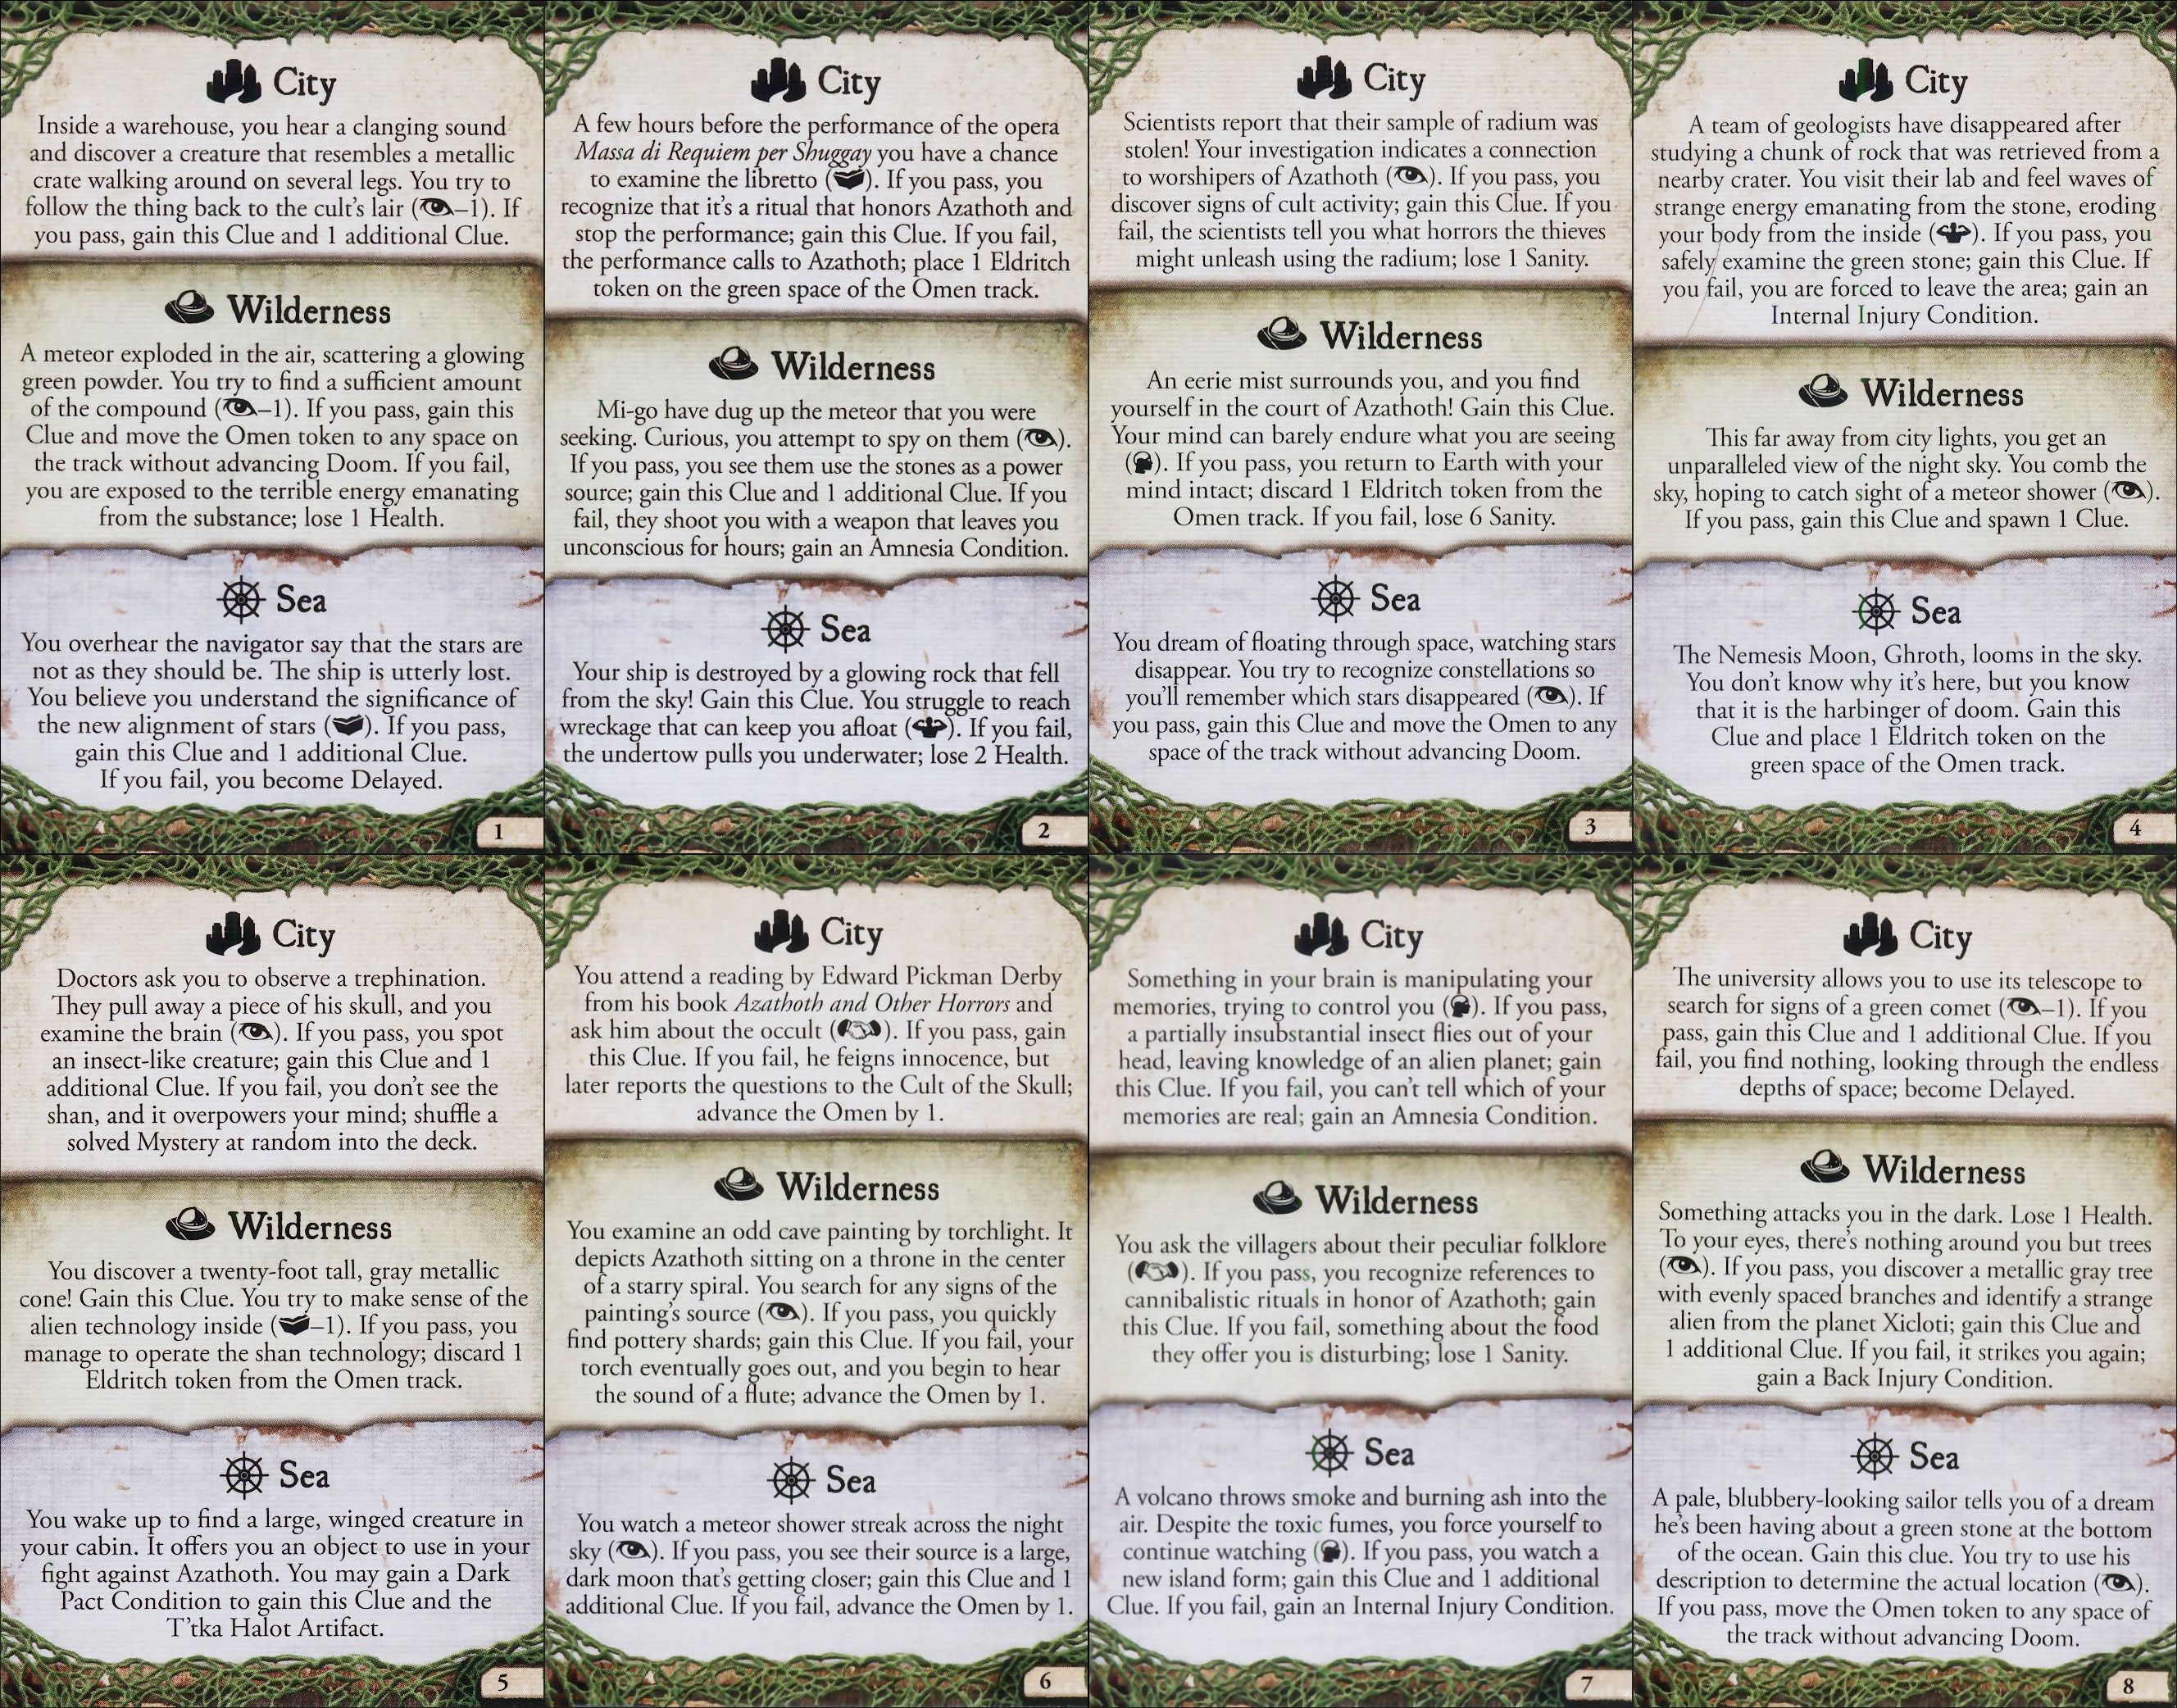 City
Inside a warehouse, you hear a clanging sound
and discover a creature that resembles a metallic
crate walking around on several legs. You try to
follow the thing back to the cult's lair (–1). If
you pass, gain this Clue and 1 additional Clue.
Wilderness
A meteor exploded in the air, scattering a glowing
green powder. You try to find a sufficient amount
of the compound (–1). If you pass, gain this
Clue and move the Omen token to any space on
the track without advancing Doom. If you fail,
you are exposed to the terrible energy emanating
from the substance; lose 1 Health.
Sea
You overhear the navigator say that the stars are
not as they should be. The ship is utterly lost.
You believe you understand the significance of
the new alignment of stars (). If you pass,
gain this Clue and 1 additional Clue.
If you fail, you become Delayed.
1
City
A few hours before the performance of the opera
Massa di Requiem per Shuggay you have a chance
to examine the libretto (). If you pass, you
recognize that it's a ritual that honors Azathoth and
stop the performance; gain this Clue. If you fail,
the performance calls to Azathoth; place 1 Eldritch
token on the green space of the Omen track.
Wilderness
Mi-go have dug up the meteor that you were
seeking. Curious, you attempt to spy on them ().
If you pass, you see them use the stones as a power
source; gain this Clue and 1 additional Clue. If you
fail, they shoot you with a weapon that leaves you
unconscious for hours; gain an Amnesia Condition.
Sea
Your ship is destroyed by a glowing rock that fell
from the sky! Gain this Clue. You struggle to reach
wreckage that can keep you afloat (). If you fail,
the undertow pulls you underwater; lose 2 Health.
2
City
Scientists report that their sample of radium was
stolen! Your investigation indicates a connection
to worshipers of Azathoth (). If you pass, you
discover signs of cult activity; gain this Clue. If you
fail, the scientists tell you what horrors the thieves
might unleash using the radium; lose 1 Sanity.
Wilderness
An eerie mist surrounds you, and you find
yourself in the court of Azathoth! Gain this Clue.
Your mind can barely endure what you are seeing
(). If you pass, you return to Earth with your
mind intact; discard 1 Eldritch token from the
Omen track. If you fail, lose 6 Sanity.
Sea
You dream of floating through space, watching stars
disappear. You try to recognize constellations so
you'll remember which stars disappeared (). If
you pass, gain this Clue and move the Omen to any
space of the track without advancing Doom.
3
City
A team of geologists have disappeared after
studying a chunk of rock that was retrieved from a
nearby crater. You visit their lab and feel waves of
strange energy emanating from the stone, eroding
your body from the inside (). If you pass, you
safely examine the green stone; gain this Clue. If
you fail, you are forced to leave the area; gain an
Internal Injury Condition.
Wilderness
This far away from city lights, you get an
unparalleled view of the night sky. You comb the
sky, hoping to catch sight of a meteor shower ().
If you pass, gain this Clue and spawn 1 Clue.
Sea
The Nemesis Moon, Ghroth, looms in the sky.
You don't know why it's here, but you know
that it is the harbinger of doom. Gain this
Clue and place 1 Eldritch token on the
green space of the Omen track.
4
City
Doctors ask you to observe a trephination.
They pull away a piece of his skull, and you
examine the brain (). If you pass, you spot
an insect-like creature; gain this Clue and 1
additional Clue. If you fail, you don't see the
shan, and it overpowers your mind; shuffle a
solved Mystery at random into the deck.
Wilderness
You discover a twenty-foot tall, gray metallic
cone! Gain this Clue. You try to make sense of the
alien technology inside (–1). If you pass, you
manage to operate the shan technology; discard 1
Eldritch token from the Omen track.
Sea
You wake up to find a large, winged creature in
your cabin. It offers you an object to use in your
fight against Azathoth. You may gain a Dark
Pact Condition to gain this Clue and the
T'tka Halot Artifact.
5
City
You attend a reading by Edward Pickman Derby
from his book Azathoth and Other Horrors and
ask him about the occult (). If you pass, gain
this Clue. If you fail, he feigns innocence, but
later reports the questions to the Cult of the Skull;
advance the Omen by 1.
Wilderness
You examine an odd cave painting by torchlight. It
depicts Azathoth sitting on a throne in the center
of a starry spiral. You search for any signs of the
painting's source (). If you pass, you quickly
find pottery shards; gain this Clue. If you fail, your
torch eventually goes out, and you begin to hear
the sound of a flute; advance the Omen by 1.
Sea
You watch a meteor shower streak across the night
sky (). If you pass, you see their source is a large,
dark moon that's getting closer; gain this Clue and 1
additional Clue. If you fail, advance the Omen by 1.
6
City
Something in your brain is manipulating your
memories, trying to control you (). If you pass,
a partially insubstantial insect flies out of your
head, leaving knowledge of an alien planet; gain
this Clue. If you fail, you can't tell which of your
memories are real; gain an Amnesia Condition.
Wilderness
You ask the villagers about their peculiar folklore
(). If you pass, you recognize references to
cannibalistic rituals in honor of Azathoth; gain
this Clue. If you fail, something about the food
they offer you is disturbing; lose 1 Sanity.
Sea
A volcano throws smoke and burning ash into the
air. Despite the toxic fumes, you force yourself to
continue watching (). If you pass, you watch a
new island form; gain this Clue and 1 additional
Clue. If you fail, gain an Internal Injury Condition.
7
City
The university allows you to use its telescope to
search for signs of a green comet (–1). If you
pass, gain this Clue and 1 additional Clue. If you
fail, you find nothing, looking through the endless
depths of space; become Delayed.
Wilderness
Something attacks you in the dark. Lose 1 Health.
To your eyes, there's nothing around you but trees
(). If you pass, you discover a metallic gray tree
with evenly spaced branches and identify a strange
alien from the planet Xicloti; gain this Clue and
1 additional Clue. If you fail, it strikes you again;
gain a Back Injury Condition.
Sea
A pale, blubbery-looking sailor tells you of a dream
he's been having about a green stone at the bottom
of the ocean. Gain this clue. You try to use his
description to determine the actual location ().
If you pass, move the Omen token to any space of
the track without advancing Doom.
8